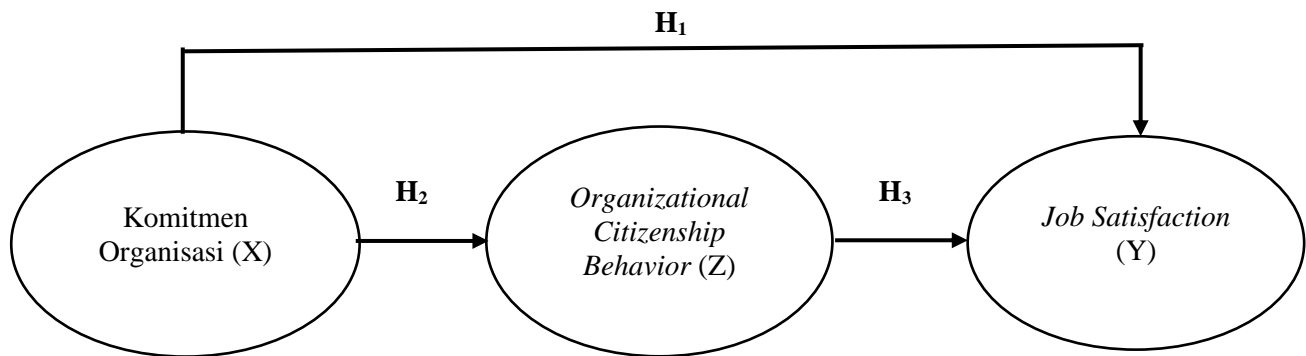 H₁
H₂
H₃
Komitmen
Organisasi (X)
Organizational
Citizenship
Behavior (Z)
Job Satisfaction
(Y)